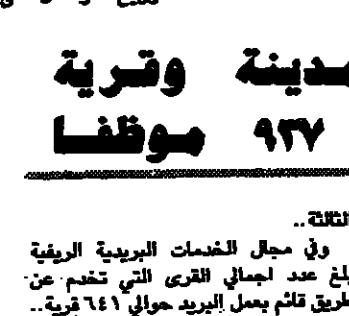 مدينة وقرية
٩٣٧ موظفا
الثالثة..
وفي مجال الخدمات البريدية الريفية
بلغ عدد اجمالي القرى التي تخدم عن
طريق قائم بعمل البريد حوالي ٦٤١ قرية..